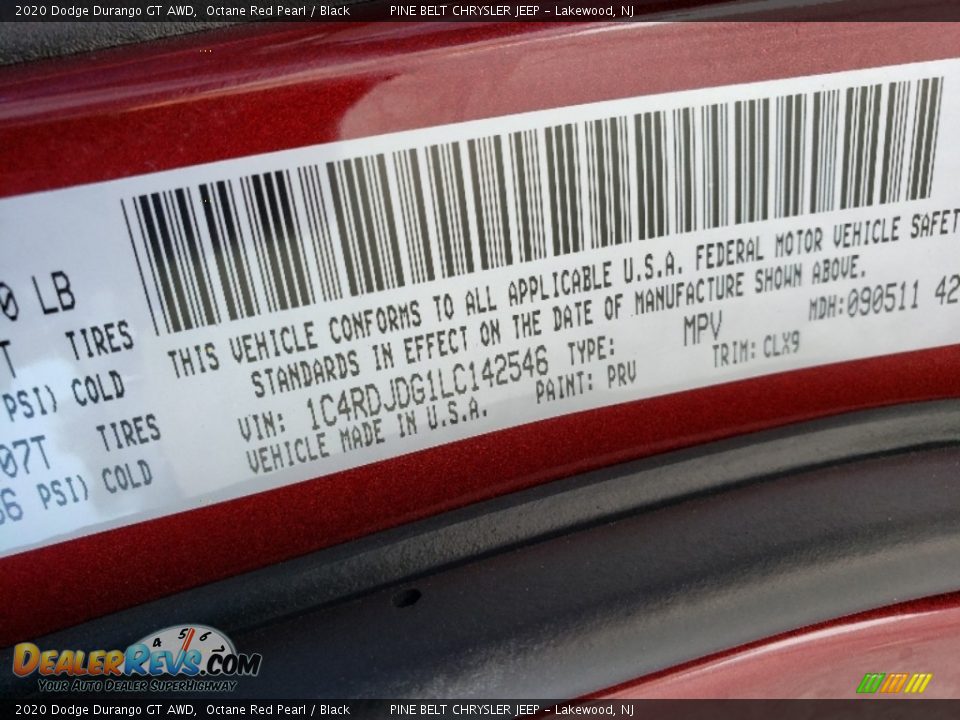 2020 Dodge Durango GT AWD,  Octane Red Pearl / Black        PINE BELT CHRYSLER JEEP - Lakewood, NJ
0 LB
T TIRES
PSI) COLD
07T TIRES
36 PSI) COLD
THIS VEHICLE CONFORMS TO ALL APPLICABLE U.S.A. FEDERAL MOTOR VEHICLE SAFET
STANDARDS IN EFFECT ON THE DATE OF MANUFACTURE SHOWN ABOVE.
VIN: 1C4RDJDG1LC142546 TYPE: MPV MDH:090511 42
VEHICLE MADE IN U.S.A. PAINT: PRV TRIM: CLX9
4 5 6
DEALERREVS.COM
YOUR AUTO DEALER SUPERHIGHWAY
2020 Dodge Durango GT AWD,  Octane Red Pearl / Black        PINE BELT CHRYSLER JEEP - Lakewood, NJ